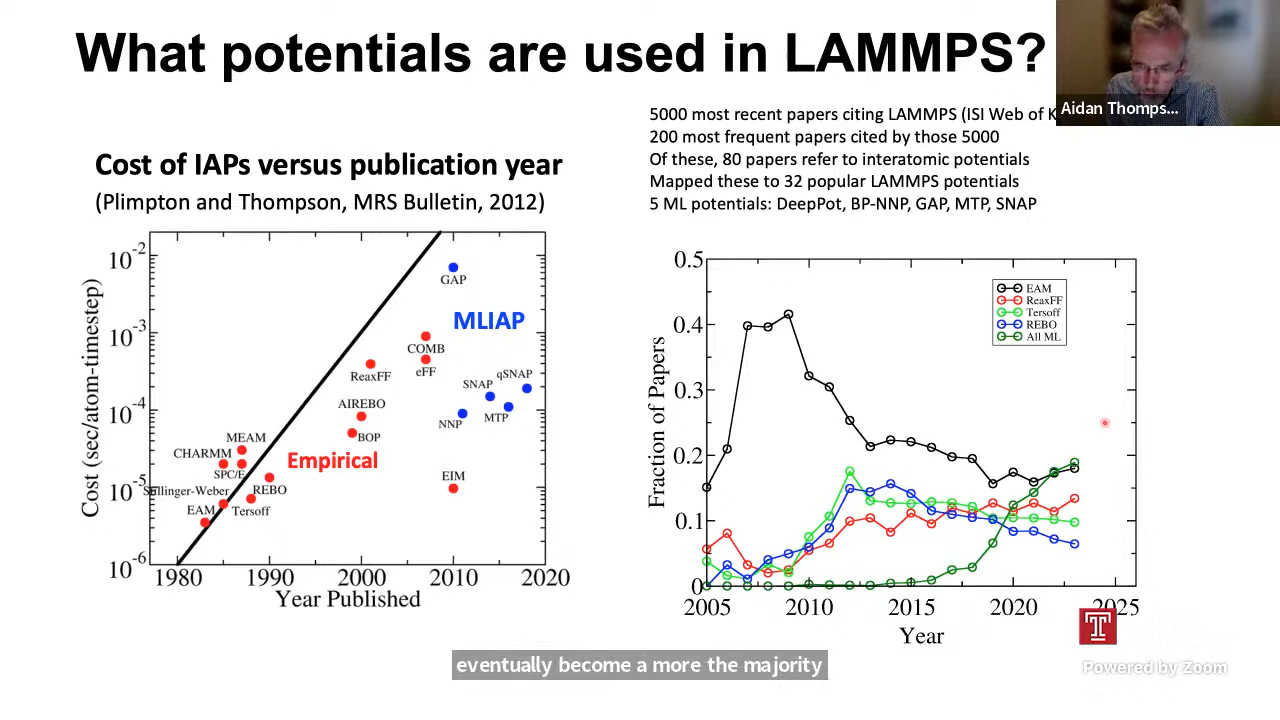 What potentials are used in LAMMPS?
Aidan Thomps...
5000 most recent papers citing LAMMPS (ISI Web of K
200 most frequent papers cited by those 5000
Of these, 80 papers refer to interatomic potentials
Mapped these to 32 popular LAMMPS potentials
5 ML potentials: DeepPot, BP-NNP, GAP, MTP, SNAP
Cost of IAPs versus publication year
(Plimpton and Thompson, MRS Bulletin, 2012)
Cost (sec/atom-timestep)
10-2
10-3
10-4
10-5
10-6
GAP
MLIAP
COMB
eFF
ReaxFF
qSNAP
SNAP
AIREBO
NNP
MTP
BOP
MEAM
CHARMM
SPC/E
Empirical
EIM
REBO
Stillinger-Weber
EAM
Tersoff
1980
1990
2000
2010
2020
Year Published
Fraction of Papers
0.5
0.4
0.3
0.2
0.1
0
EAM
ReaxFF
Tersoff
REBO
All ML
2005
2010
2015
2020
2025
Year
T
eventually become a more the majority
Powered by Zoom